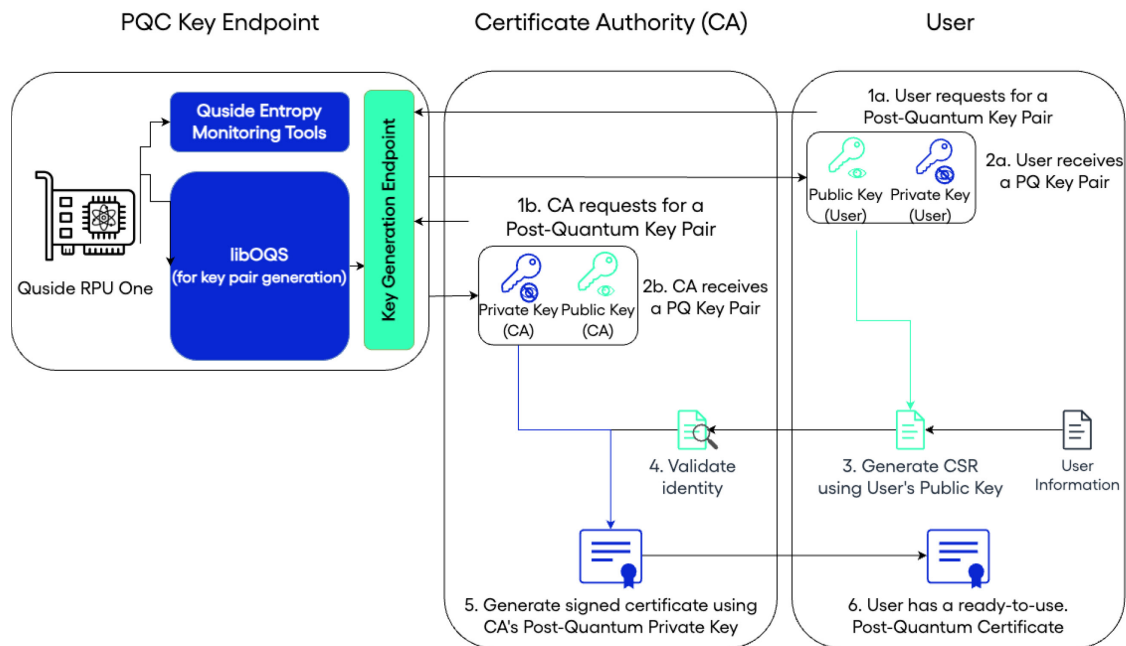 PQC Key Endpoint
Certificate Authority (CA)
User
Quside Entropy
Monitoring Tools
libOQS
(for key pair generation)
Key Generation Endpoint
Quside RPU One
1a. User requests for a
Post-Quantum Key Pair
Public Key
(User)
Private Key
(User)
2a. User receives
a PQ Key Pair
1b. CA requests for a
Post-Quantum Key Pair
Private Key
(CA)
Public Key
(CA)
2b. CA receives
a PQ Key Pair
4. Validate
identity
3. Generate CSR
using User's Public Key
User
Information
5. Generate signed certificate using
CA's Post-Quantum Private Key
6. User has a ready-to-use.
Post-Quantum Certificate